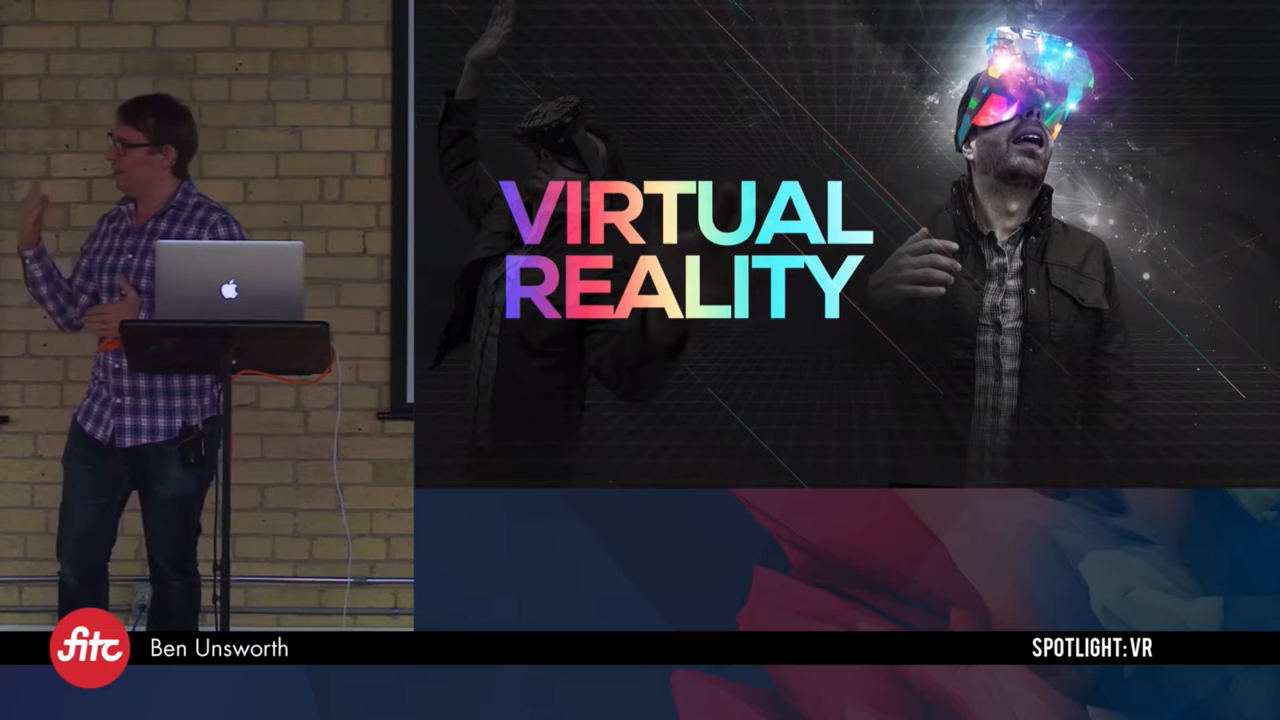 VIRTUAL
REALITY
fitc
Ben Unsworth
SPOTLIGHT: VR